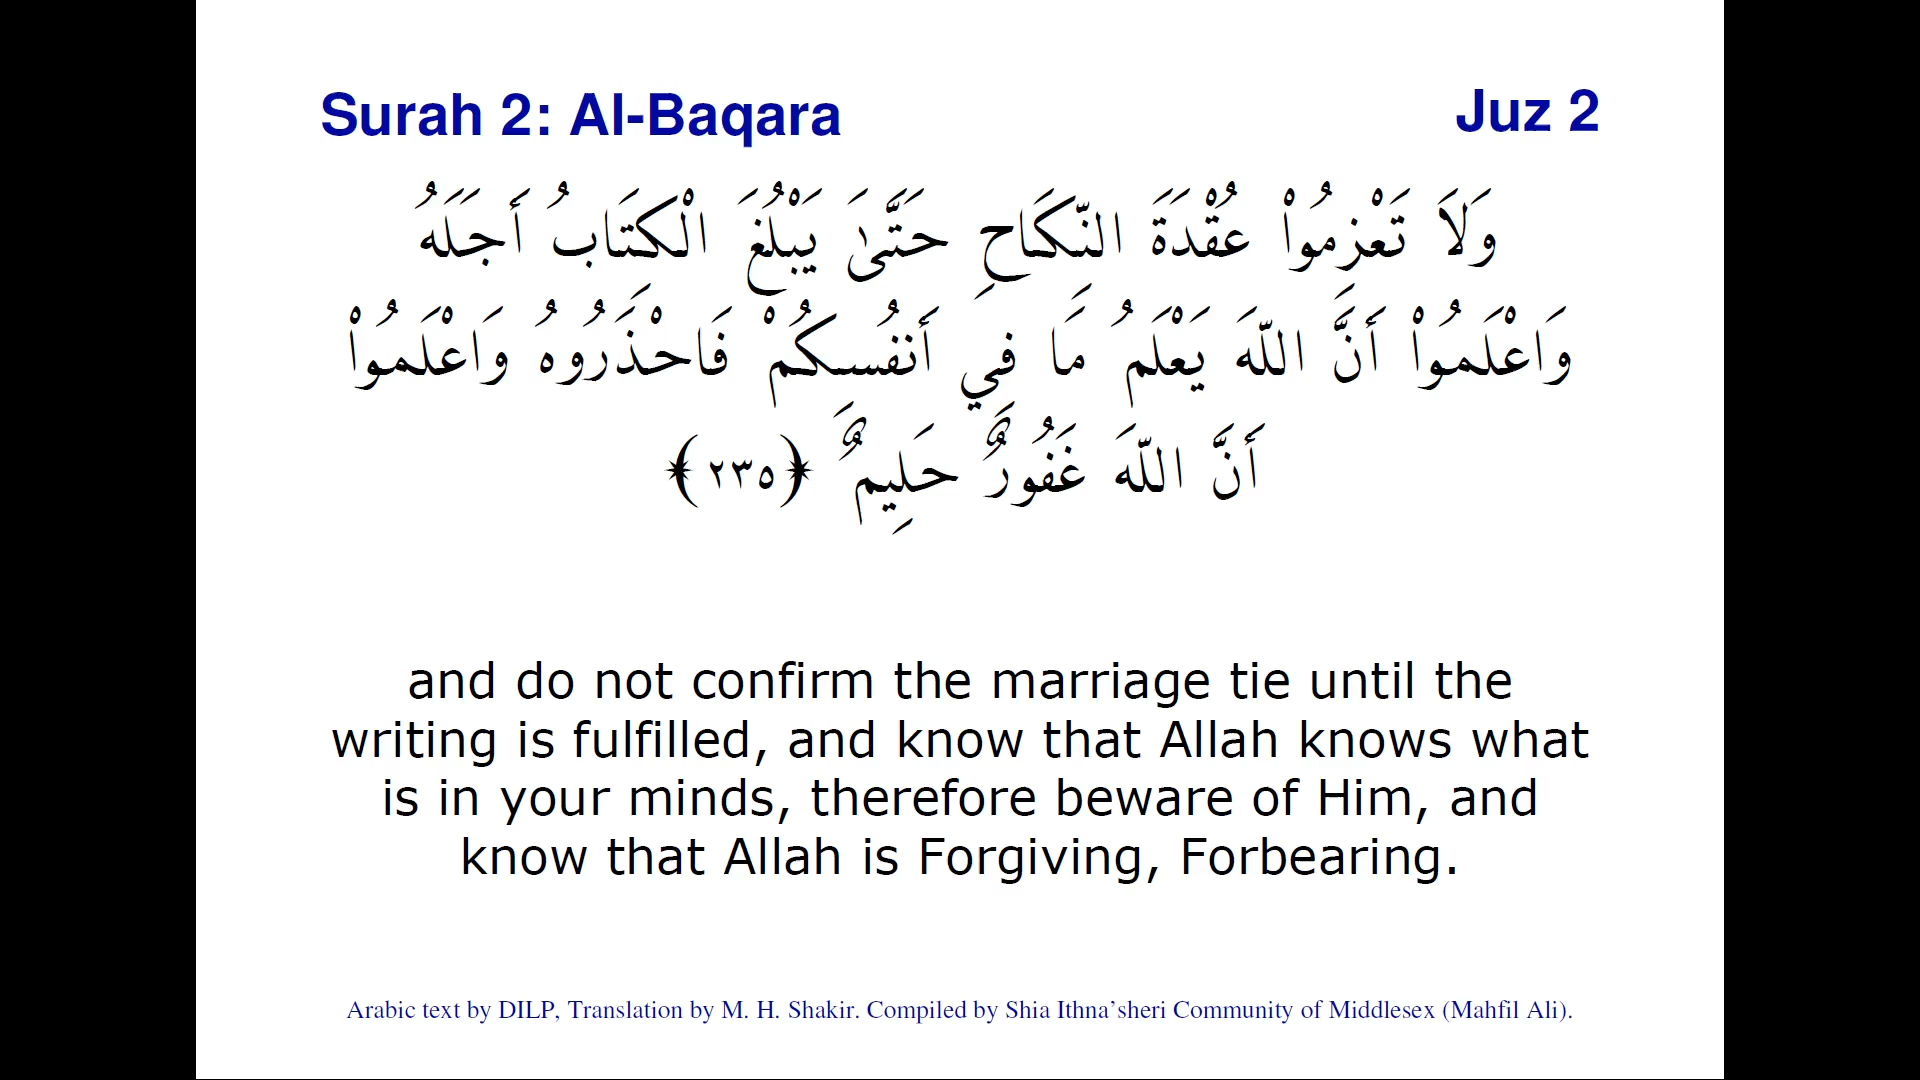 Surah 2: Al-Baqara Juz 2
وَلاَ تَعْزِمُواْ عُقْدَةَ النِّكَاحِ حَتَّىٰ يَبْلُغَ الْكِتَابُ أَجَلَهُ
وَاعْلَمُواْ أَنَّ اللّهَ يَعْلَمُ مَا فِي أَنفُسِكُمْ فَاحْذَرُوهُ وَاعْلَمُواْ
أَنَّ اللّهَ غَفُورٌ حَلِيمٌ ﴿٢٣٥﴾
and do not confirm the marriage tie until the
writing is fulfilled, and know that Allah knows what
is in your minds, therefore beware of Him, and
know that Allah is Forgiving, Forbearing.
Arabic text by DILP, Translation by M. H. Shakir. Compiled by Shia Ithna’sheri Community of Middlesex (Mahfil Ali).